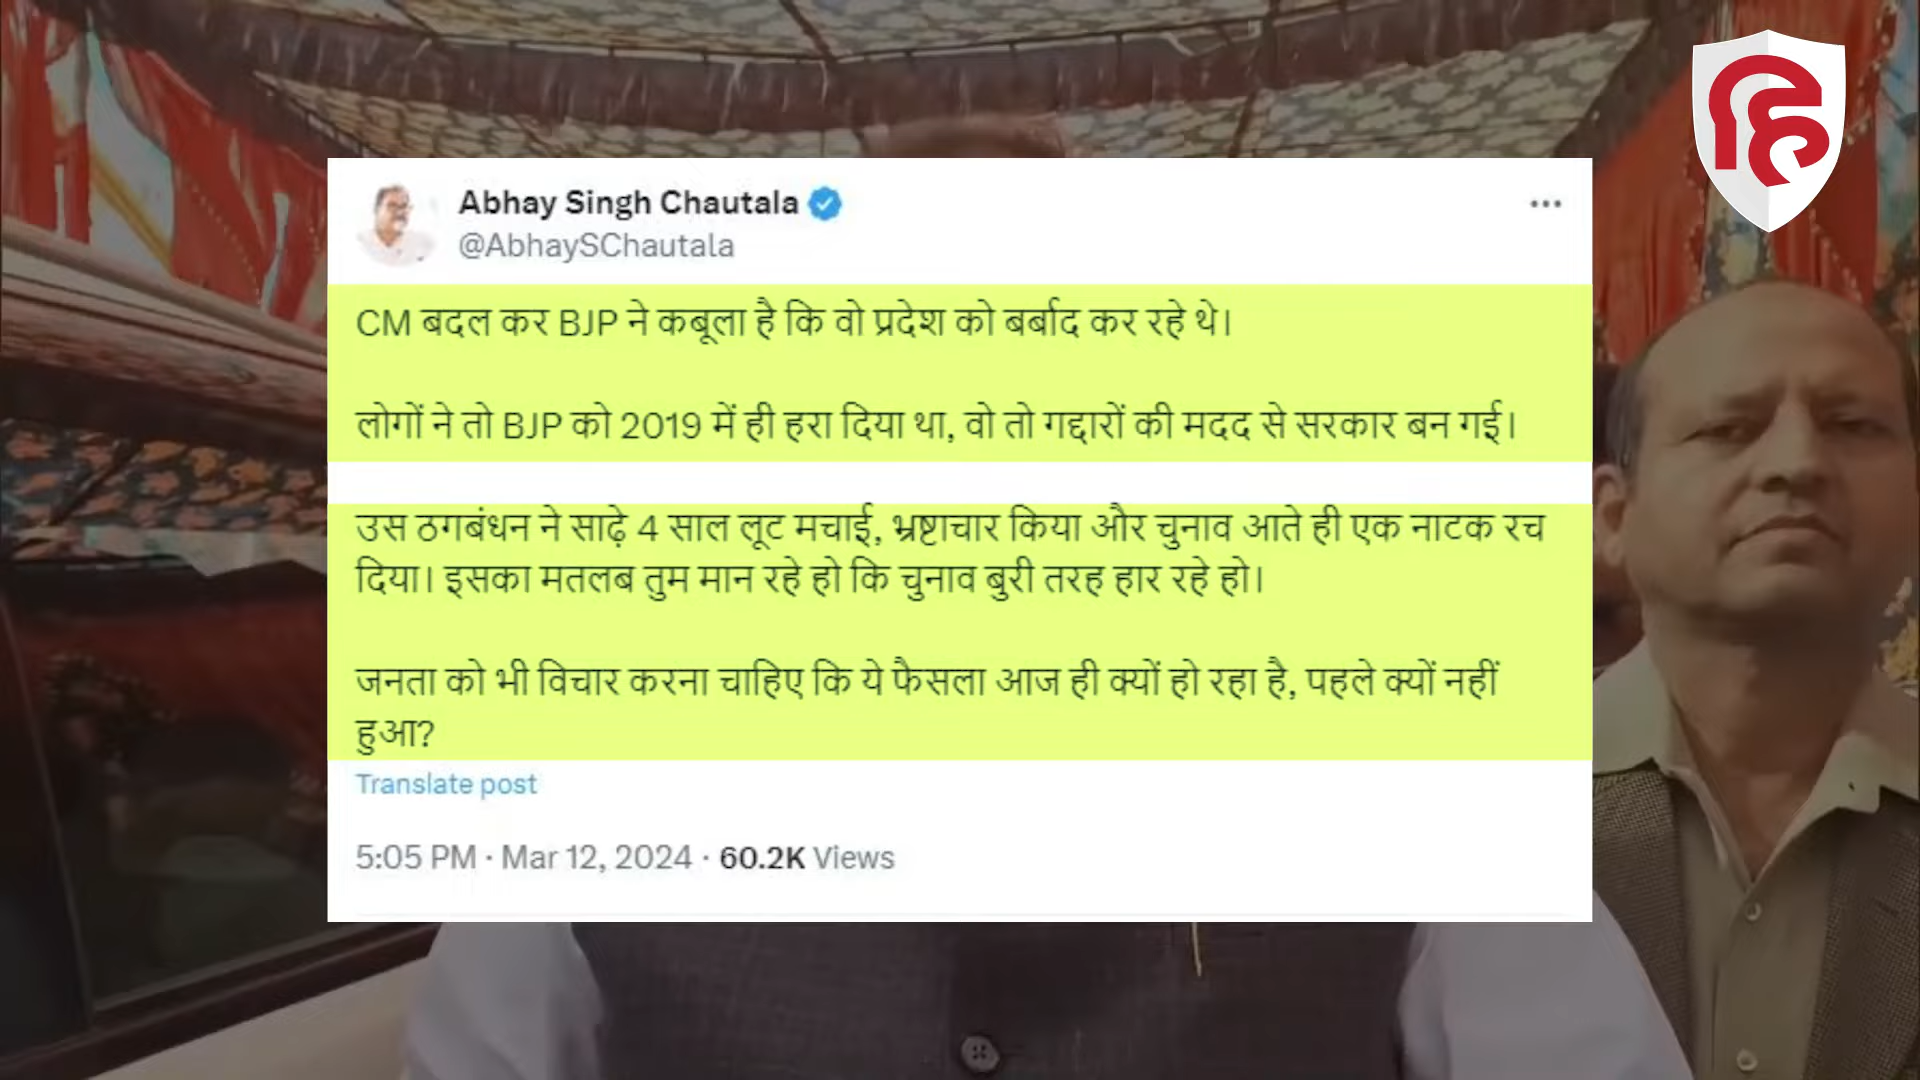 हि
Abhay Singh Chautala
@AbhaySChautala
CM बदल कर BJP ने कबूला है कि वो प्रदेश को बर्बाद कर रहे थे।
लोगों ने तो BJP को 2019 में ही हरा दिया था, वो तो गद्दारों की मदद से सरकार बन गई।
उस ठगबंधन ने साढ़े 4 साल लूट मचाई, भ्रष्टाचार किया और चुनाव आते ही एक नाटक रच
दिया। इसका मतलब तुम मान रहे हो कि चुनाव बुरी तरह हार रहे हो।
जनता को भी विचार करना चाहिए कि ये फैसला आज ही क्यों हो रहा है, पहले क्यों नहीं
हुआ?
Translate post
5:05 PM · Mar 12, 2024 · 60.2K Views